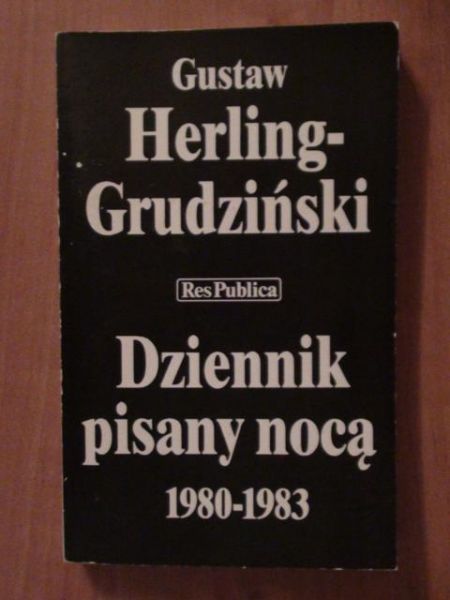 Gustaw
Herling-
Grudziński
Res Publica
Dziennik
pisany nocą
1980-1983